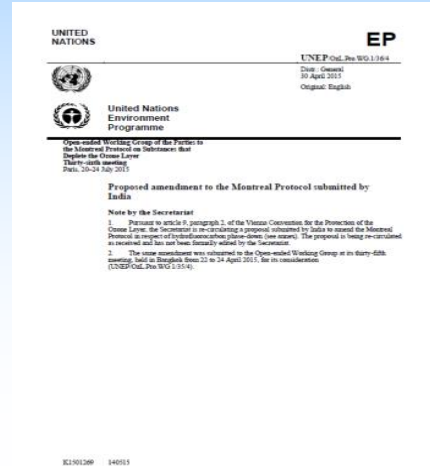 UNITED
NATIONS
EP
UNEP/OzL.Pro.WG.1/36/4
Distr.: General
30 April 2015
Original: English
United Nations
Environment
Programme
Open-ended Working Group of the Parties to
the Montreal Protocol on Substances that
Deplete the Ozone Layer
Thirty-sixth meeting
Paris, 20–24 July 2015
Proposed amendment to the Montreal Protocol submitted by
India
Note by the Secretariat
1. Pursuant to article 9, paragraph 2, of the Vienna Convention for the Protection of the
Ozone Layer, the Secretariat is re-circulating a proposal submitted by India to amend the Montreal
Protocol in respect of hydrofluorocarbon phase-down (see annex). The proposal is being re-circulated
as received and has not been formally edited by the Secretariat.
2. The same amendment was submitted to the Open-ended Working Group at its thirty-fifth
meeting, held in Bangkok from 22 to 24 April 2015, for its consideration
(UNEP/OzL.Pro.WG.1/35/4).
K1501269 140515